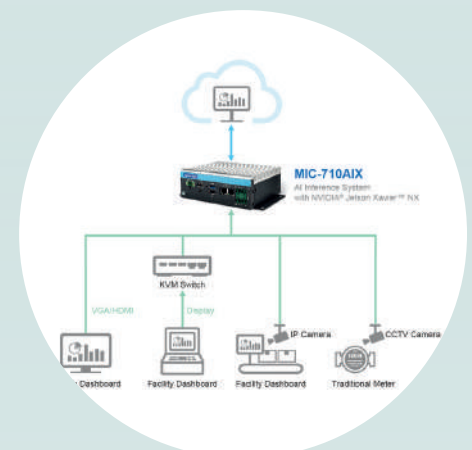 MIC-710AIX
AI Inference System
with NVIDIA® Jetson Xavier™ NX
KVM Switch
VGA/HDMI
Display
IP Camera
CCTV Camera
Dashboard
Facility Dashboard
Facility Dashboard
Traditional Meter